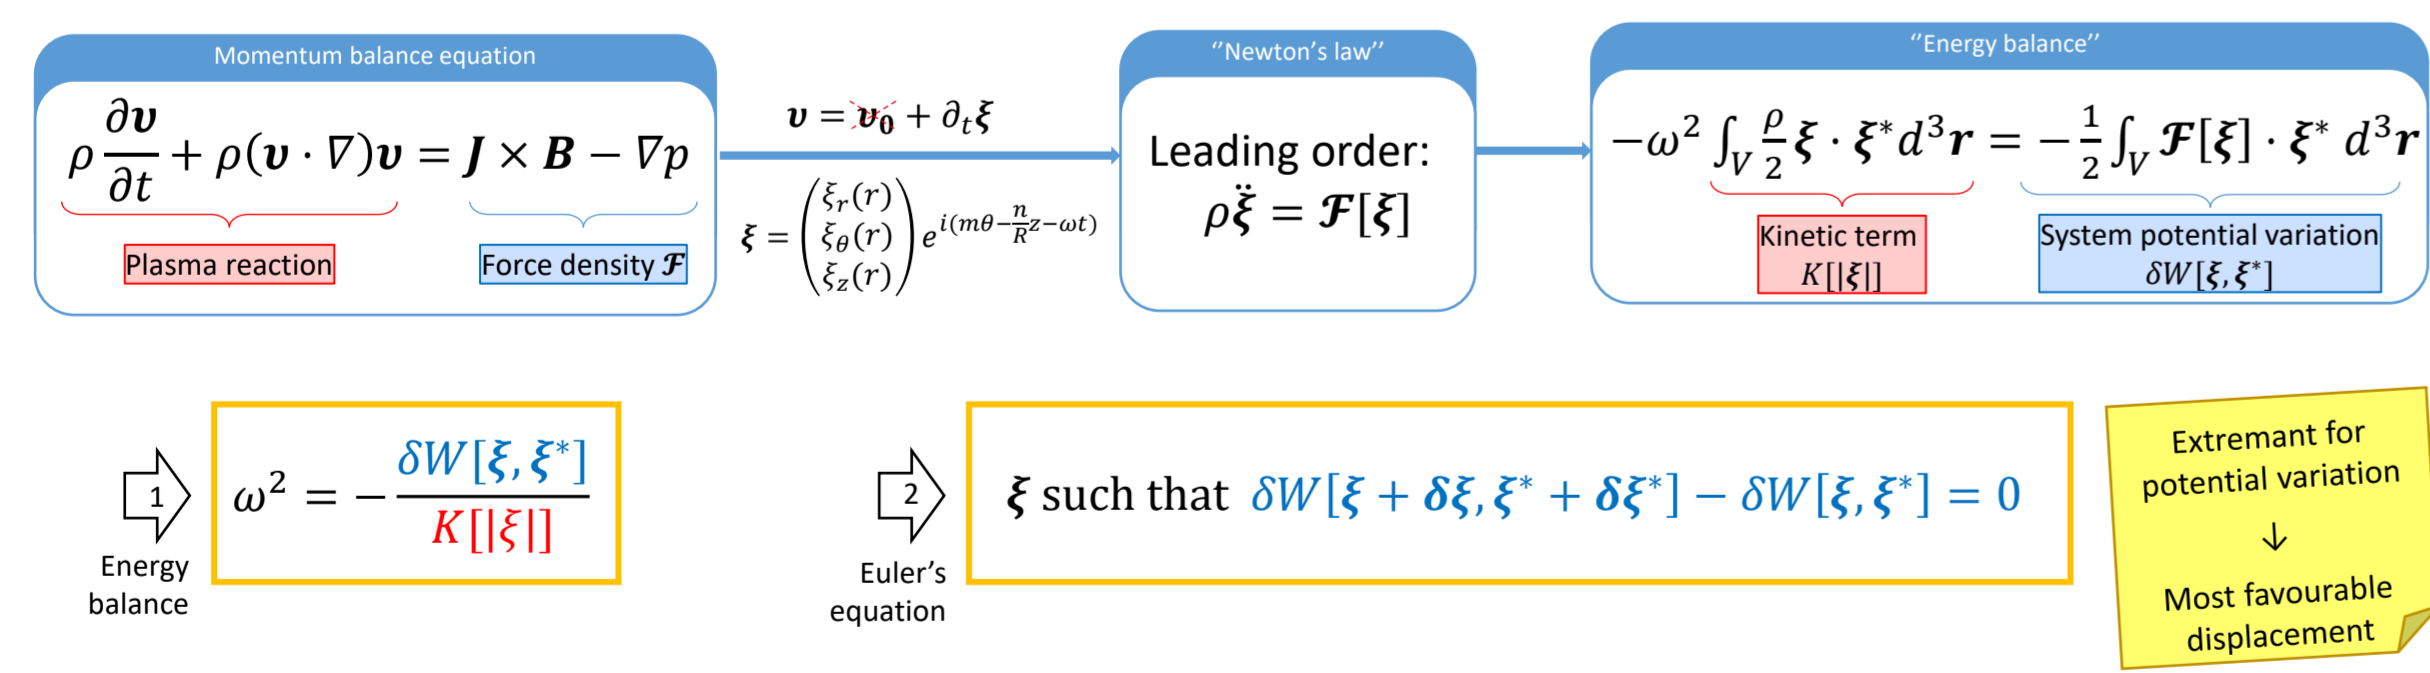 Momentum balance equation
ρ ∂𝝊/∂t + ρ(𝝊 · ∇)𝝊 = 𝑱 × 𝑩 − ∇p
Plasma reaction
Force density 𝓕
𝝊 = 𝝊₀ + ∂ₜ𝝃
𝝃 = (ξᵣ(r) ξ_θ(r) ξ_z(r)) e^{i(mθ−(n/R)z−ωt)}
″Newton's law″
Leading order:
ρ𝝃̈ = 𝓕[𝝃]
″Energy balance″
−ω² ∫_V ρ/2 𝝃 · 𝝃* d³𝒓 = −1/2 ∫_V 𝓕[𝝃] · 𝝃* d³𝒓
Kinetic term
K[|𝝃|]
System potential variation
δW[𝝃, 𝝃*]
1
Energy
balance
ω² = − δW[𝝃, 𝝃*] / K[|ξ|]
2
Euler's
equation
𝝃 such that δW[𝝃 + 𝜹𝝃, 𝝃* + 𝜹𝝃*] − δW[𝝃, 𝝃*] = 0
Extremant for
potential variation
↓
Most favourable
displacement